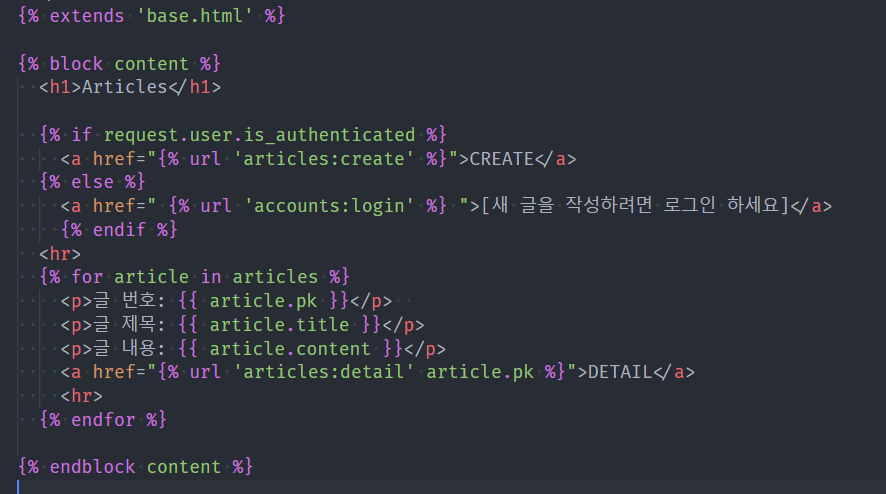 {% extends 'base.html' %}
{% block content %}
<h1>Articles</h1>
{% if request.user.is_authenticated %}
<a href="{% url 'articles:create' %}">CREATE</a>
{% else %}
<a href=" {% url 'accounts:login' %} ">[새 글을 작성하려면 로그인 하세요]</a>
{% endif %}
<hr>
{% for article in articles %}
<p>글 번호: {{ article.pk }}</p>
<p>글 제목: {{ article.title }}</p>
<p>글 내용: {{ article.content }}</p>
<a href="{% url 'articles:detail' article.pk %}">DETAIL</a>
<hr>
{% endfor %}
{% endblock content %}